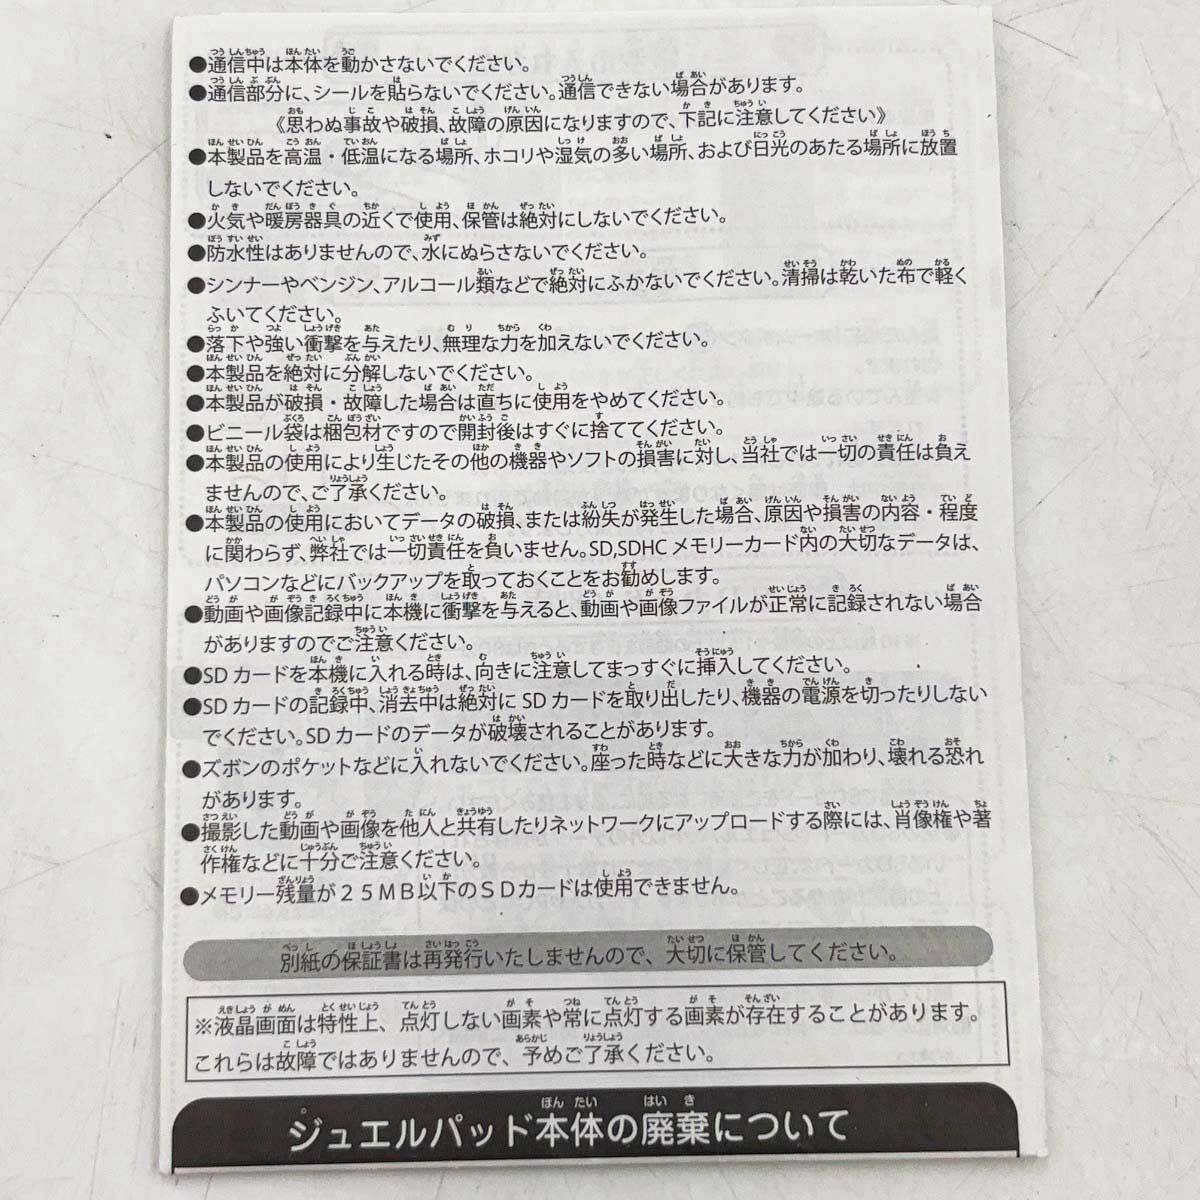 ●通信中は本体を動かさないでください。
●通信部分に、シールを貼らないでください。通信できない場合があります。
《思わぬ事故や破損、故障の原因になりますので、下記に注意してください》
●本製品を高温・低温になる場所、ホコリや湿気の多い場所、および日光のあたる場所に放置
しないでください。
●火気や暖房器具の近くで使用、保管は絶対にしないでください。
●防水性はありませんので、水にぬらさないでください。
●シンナーやベンジン、アルコール類などで絶対にふかないでください。清掃は乾いた布で軽く
ふいてください。
●落下や強い衝撃を与えたり、無理な力を加えないでください。
●本製品を絶対に分解しないでください。
●本製品が破損・故障した場合は直ちに使用をやめてください。
●ビニール袋は梱包材ですので開封後はすぐに捨ててください。
●本製品の使用により生じたその他の機器やソフトの損害に対し、当社では一切の責任は負え
ませんので、ご了承ください。
●本製品の使用においてデータの破損、または紛失が発生した場合、原因や損害の内容・程度
に関わらず、弊社では一切責任を負いません。SD,SDHCメモリーカード内の大切なデータは、
パソコンなどにバックアップを取っておくことをお勧めします。
●動画や画像記録中に本機に衝撃を与えると、動画や画像ファイルが正常に記録されない場合
がありますのでご注意ください。
●SDカードを本機に入れる時は、向きに注意してまっすぐに挿入してください。
●SDカードの記録中、消去中は絶対にSDカードを取り出したり、機器の電源を切ったりしない
でください。SDカードのデータが破壊されることがあります。
●ズボンのポケットなどに入れないでください。座った時などに大きな力が加わり、壊れる恐れ
があります。
●撮影した動画や画像を他人と共有したりネットワークにアップロードする際には、肖像権や著
作権などに十分ご注意ください。
●メモリー残量が25MB以下のSDカードは使用できません。
別紙の保証書は再発行いたしませんので、大切に保管してください。
※液晶画面は特性上、点灯しない画素や常に点灯する画素が存在することがあります。
これらは故障ではありませんので、予めご了承ください。
ジュエルパッド本体の廃棄について